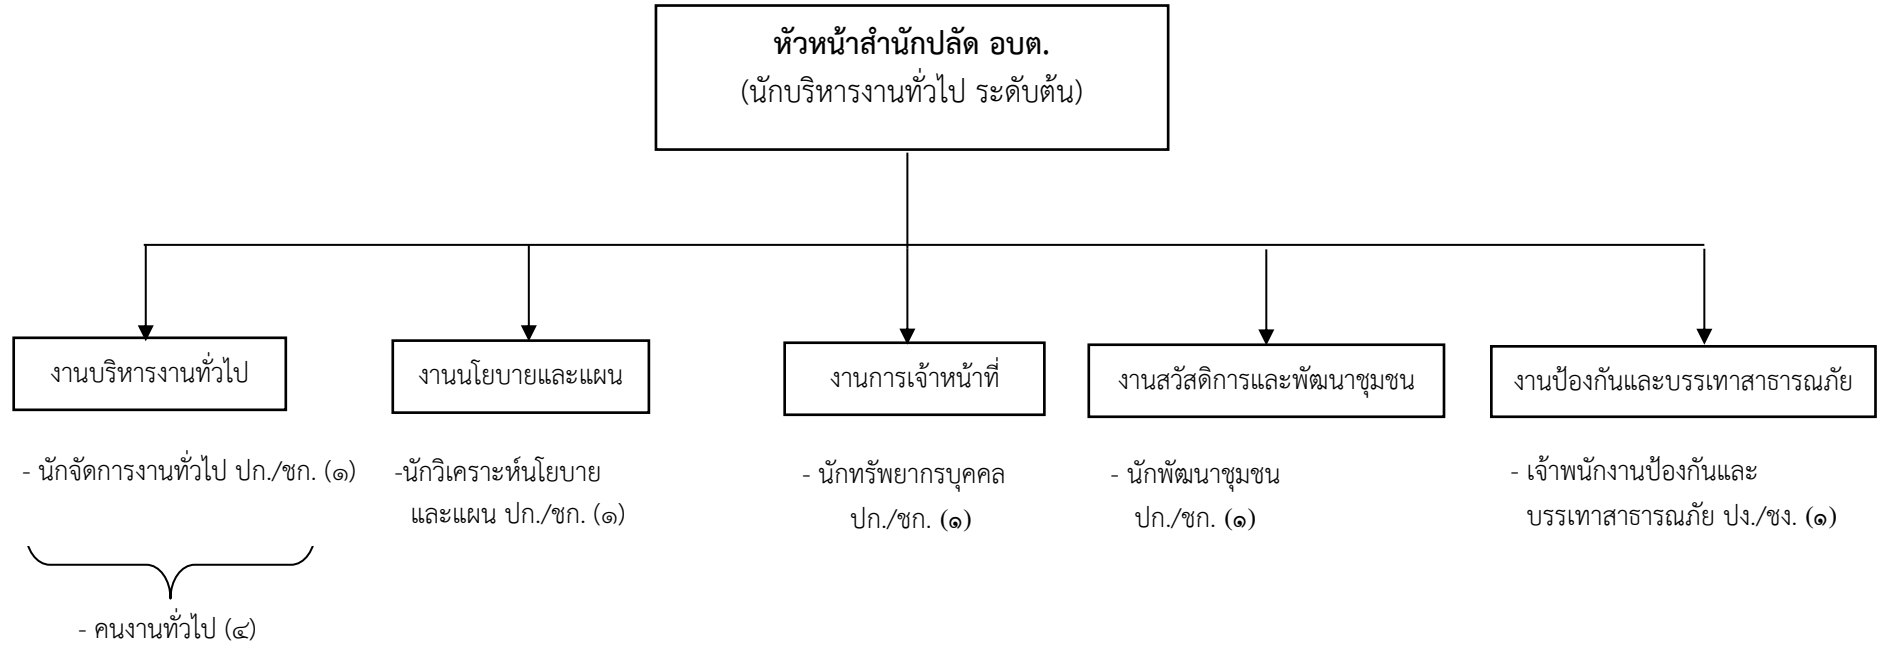 หัวหน้าสำนักปลัด อบต.
(นักบริหารงานทั่วไป ระดับต้น)
งานบริหารงานทั่วไป
- นักจัดการงานทั่วไป ปก./ชก. (๑)
- คนงานทั่วไป (๔)
งานนโยบายและแผน
-นักวิเคราะห์นโยบาย
และแผน ปก./ชก. (๑)
งานการเจ้าหน้าที่
- นักทรัพยากรบุคคล
ปก./ชก. (๑)
งานสวัสดิการและพัฒนาชุมชน
- นักพัฒนาชุมชน
ปก./ชก. (๑)
งานป้องกันและบรรเทาสาธารณภัย
- เจ้าพนักงานป้องกันและ
บรรเทาสาธารณภัย ปง./ชง. (๑)